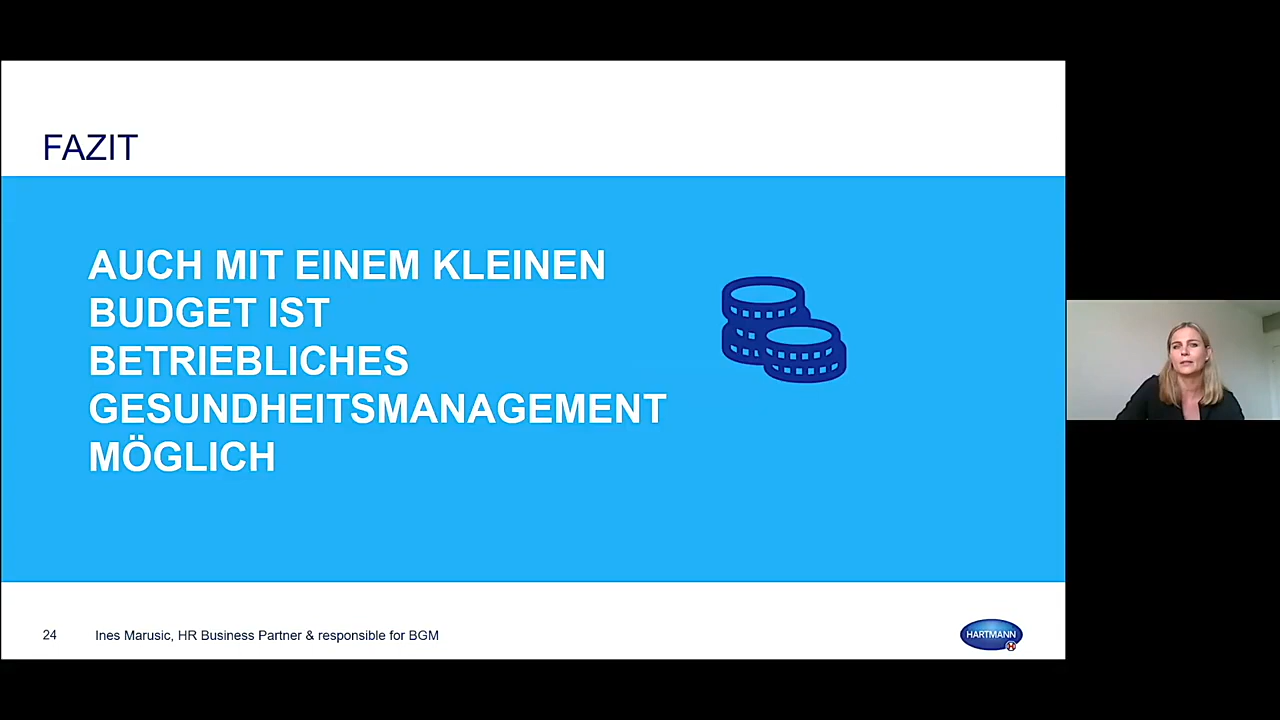 FAZIT
AUCH MIT EINEM KLEINEN
BUDGET IST
BETRIEBLICHES
GESUNDHEITSMANAGEMENT
MÖGLICH
24 Ines Marusic, HR Business Partner & responsible for BGM
HARTMANN